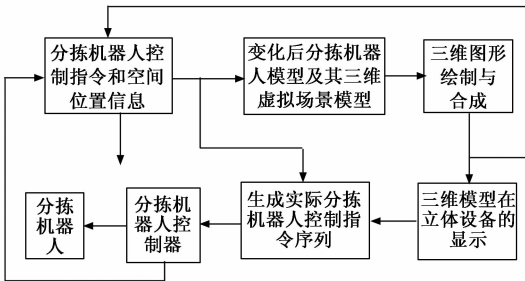 分拣机器人控
制指令和空间
位置信息
变化后分拣机器
人模型及其三维
虚拟场景模型
三维图形
绘制与
合成
分拣
机器
人
分拣机
器人控
制器
生成实际分拣
机器人控制指
令序列
三维模型在
立体设备的
显示